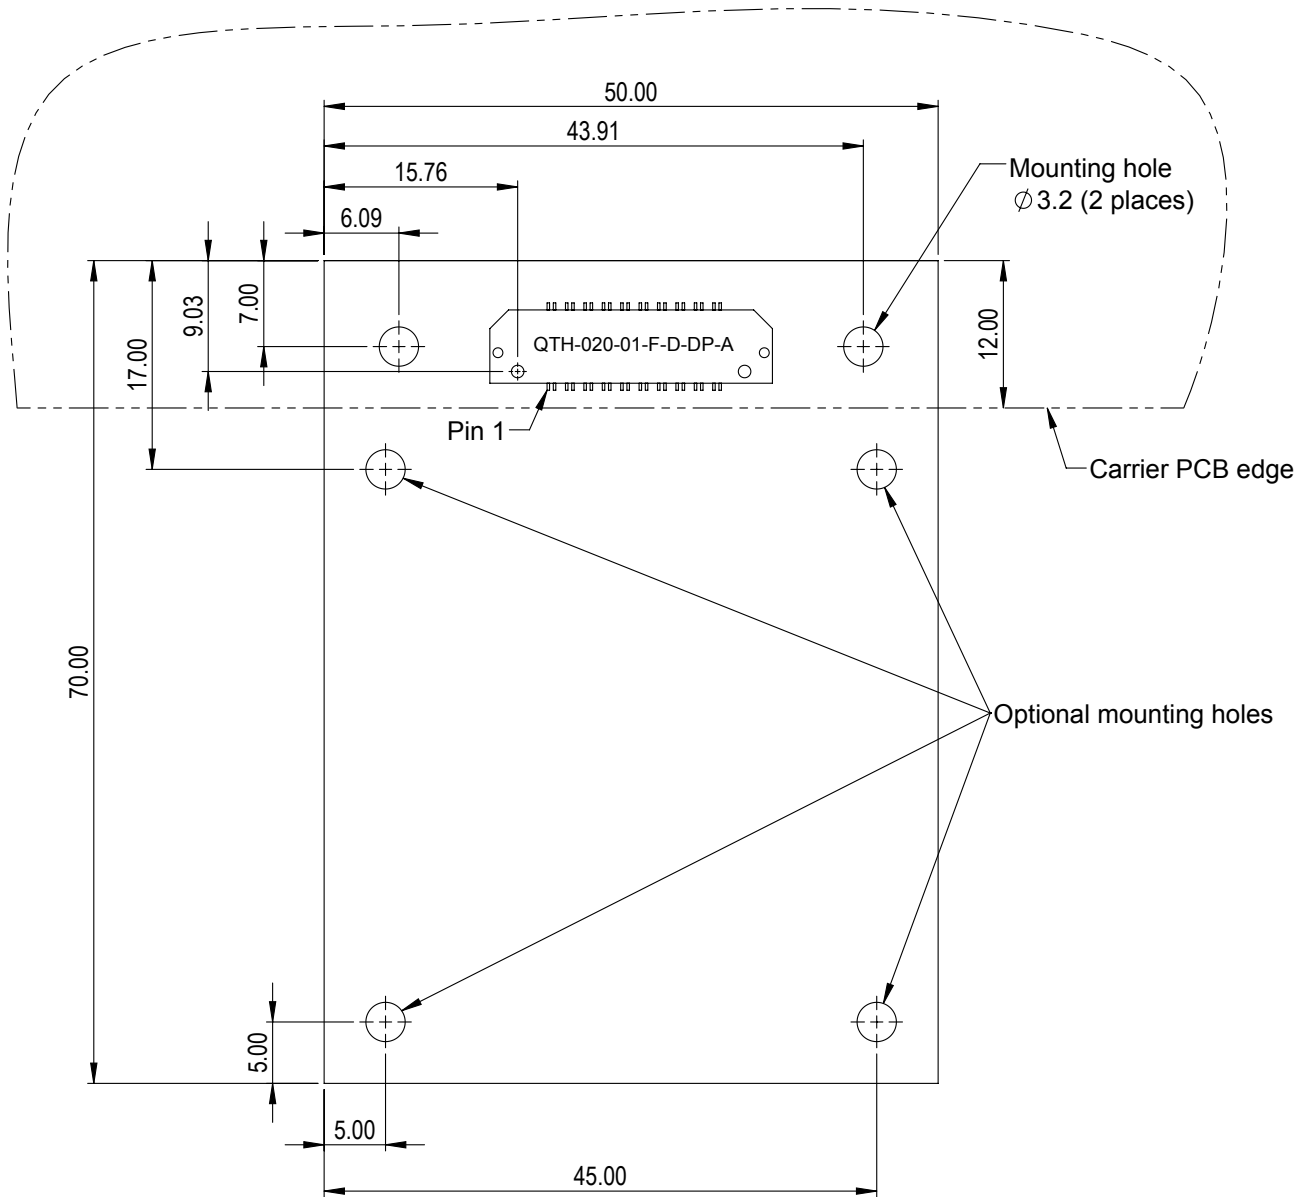 50.00
43.91
15.76
6.09
Mounting hole
∅ 3.2 (2 places)
7.00
9.03
17.00
12.00
QTH-020-01-F-D-DP-A
Pin 1
Carrier PCB edge
70.00
Optional mounting holes
5.00
5.00
45.00